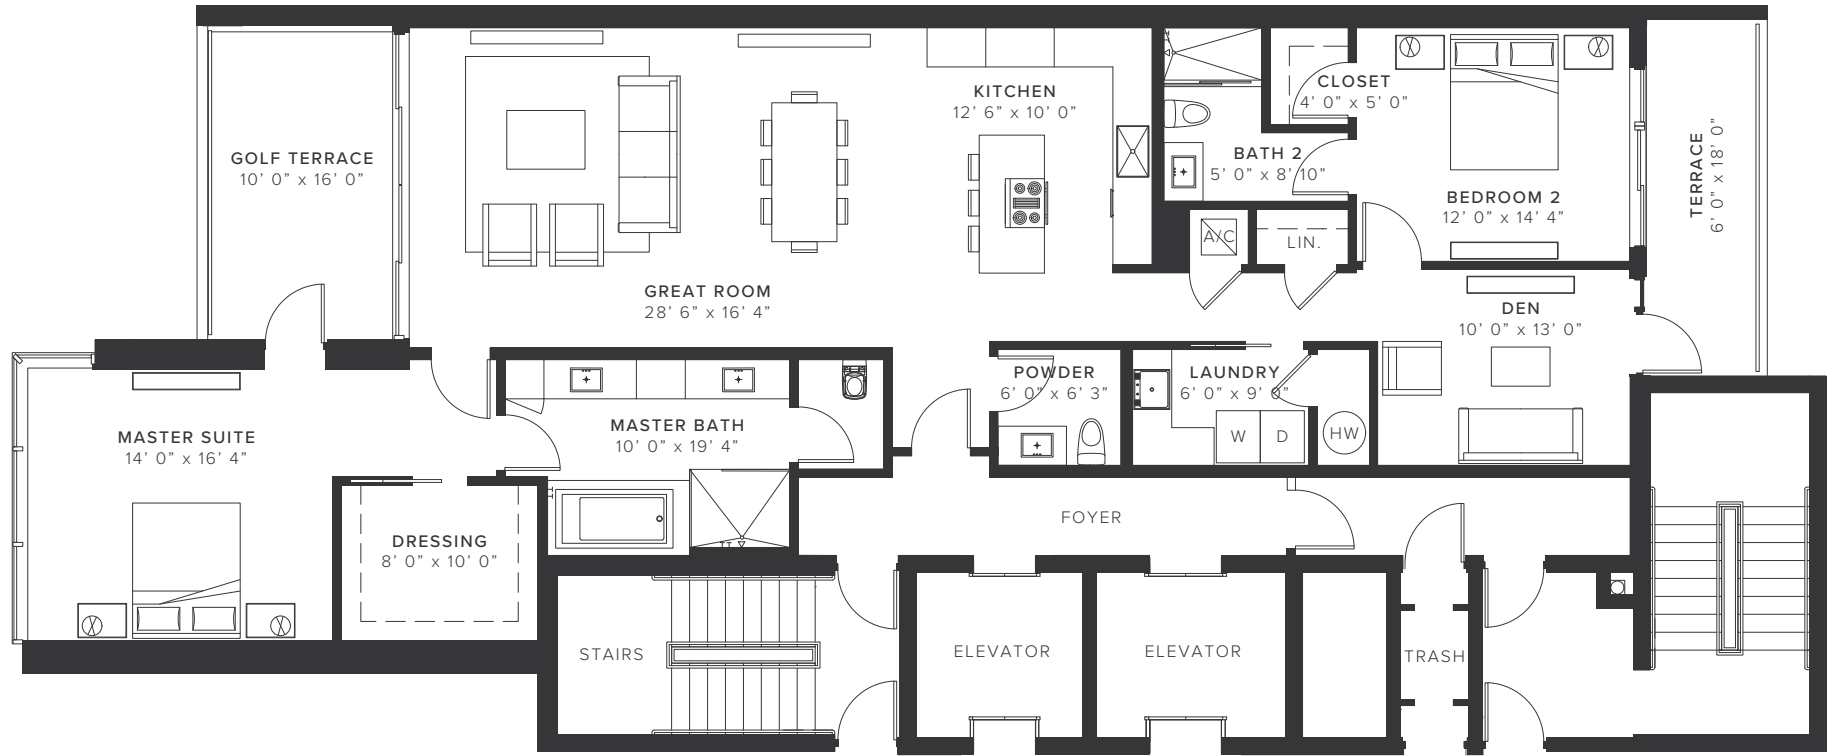 GOLF TERRACE
10’ 0” x 16’ 0”
KITCHEN
12’ 6” x 10’ 0”
CLOSET
4’ 0” x 5’ 0”
BATH 2
5’ 0” x 8’ 10”
BEDROOM 2
12’ 0” x 14’ 4”
TERRACE
6’ 0” x 18’ 0”
A/C
LIN.
GREAT ROOM
28’ 6” x 16’ 4”
DEN
10’ 0” x 13’ 0”
POWDER
6’ 0” x 6’ 3”
LAUNDRY
6’ 0” x 9’ 0”
W
D
HW
MASTER SUITE
14’ 0” x 16’ 4”
MASTER BATH
10’ 0” x 19’ 4”
DRESSING
8’ 0” x 10’ 0”
FOYER
STAIRS
ELEVATOR
ELEVATOR
TRASH